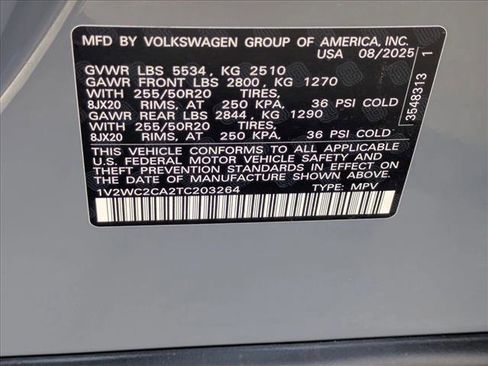 MFD BY VOLKSWAGEN GROUP OF AMERICA, INC.
USA 08/2025
GVWR LBS 5534, KG 2510
GAWR FRONT LBS 2800, KG 1270
WITH 255/50R20 TIRES,
8JX20 RIMS, AT 250 KPA, 36 PSI COLD
GAWR REAR LBS 2844, KG 1290
WITH 255/50R20 TIRES,
8JX20 RIMS, AT 250 KPA, 36 PSI COLD
THIS VEHICLE CONFORMS TO ALL APPLICABLE
U.S. FEDERAL MOTOR VEHICLE SAFETY AND
THEFT PREVENTION STANDARDS IN EFFECT ON
THE DATE OF MANUFACTURE SHOWN ABOVE.
1V2WC2CA2TC203264 TYPE: MPV
3548313 1